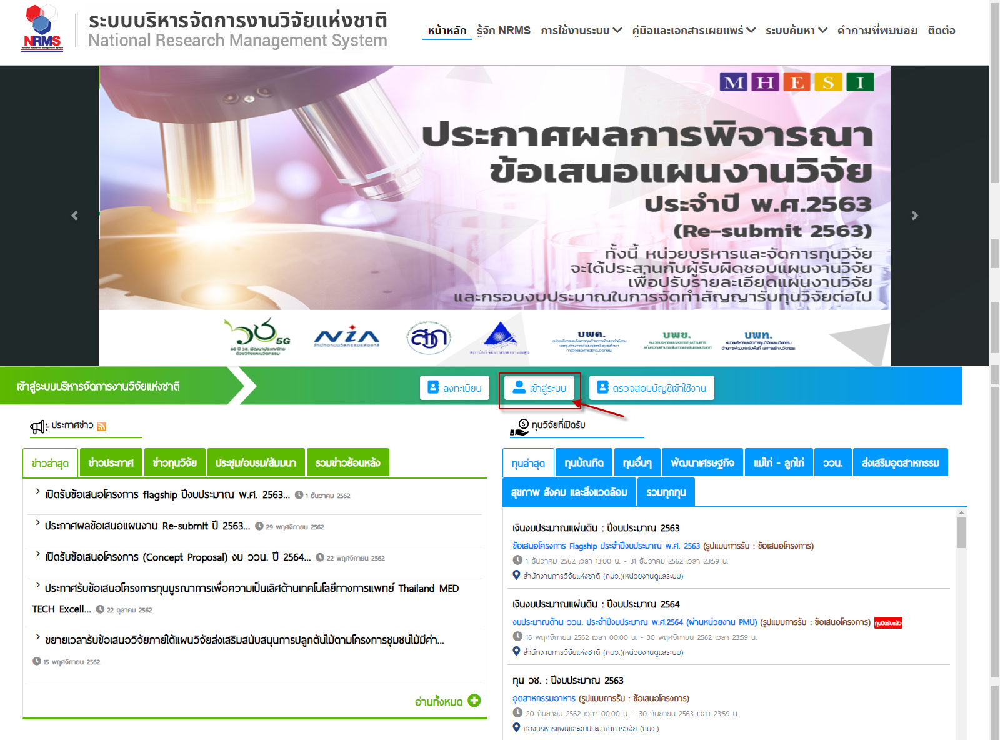 NRMS
ระบบบริหารจัดการงานวิจัยแห่งชาติ
National Research Management System
หน้าหลัก รู้จัก NRMS การใช้งานระบบ คู่มือและเอกสารเผยแพร่ ระบบค้นหา คำถามที่พบบ่อย ติดต่อ
M H E S I
ประกาศผลการพิจารณา
ข้อเสนอแผนงานวิจัย
ประจำปี พ.ศ.2563
(Re-submit 2563)
ทั้งนี้ หน่วยบริหารและจัดการทุนวิจัย
จะได้ประสานกับผู้รับผิดชอบแผนงานวิจัย
เพื่อปรับรายละเอียดแผนงานวิจัย
และกรอบงบประมาณในการจัดทำสัญญารับทุนวิจัยต่อไป
5G
NIA
บพค.
บพข.
บพท.
สถาบันวิจัยระบบสาธารณสุข
เข้าสู่ระบบบริหารจัดการงานวิจัยแห่งชาติ
ลงทะเบียน
เข้าสู่ระบบ
ตรวจสอบบัญชีเข้าใช้งาน
ประกาศข่าว
ข่าวล่าสุด ข่าวประกาศ ข่าวทุนวิจัย ประชุม/อบรม/สัมมนา รวมข่าวย้อนหลัง
เปิดรับข้อเสนอโครงการ flagship ปีงบประมาณ พ.ศ. 2563... 1 ธันวาคม 2562
ประกาศผลข้อเสนอแผนงาน Re-submit ปี 2563... 29 พฤศจิกายน 2562
เปิดรับข้อเสนอโครงการ (Concept Proposal) งบ ววน. ปี 2564... 22 พฤศจิกายน 2562
ประกาศรับข้อเสนอโครงการทุนบูรณาการเพื่อความเป็นเลิศด้านเทคโนโลยีทางการแพทย์ Thailand MED
TECH Excell... 22 ตุลาคม 2562
ขยายเวลารับข้อเสนอวิจัยภายใต้แผนวิจัยส่งเสริมสนับสนุนการปลูกต้นไม้ตามโครงการชุมชนไม้มีค่า...
15 พฤศจิกายน 2562
อ่านทั้งหมด
ทุนวิจัยที่เปิดรับ
ทุนล่าสุด ทุนบัณฑิต ทุนอื่นๆ พัฒนาเศรษฐกิจ แม่ไก่ - ลูกไก่ ววน. ส่งเสริมอุตสาหกรรม
สุขภาพ สังคม และสิ่งแวดล้อม รวมทุกทุน
เงินงบประมาณแผ่นดิน : ปีงบประมาณ 2563
ข้อเสนอโครงการ Flagship ประจำปีงบประมาณ พ.ศ. 2563 (รูปแบบการรับ : ข้อเสนอโครงการ)
1 ธันวาคม 2562 เวลา 13:00 น. - 31 ธันวาคม 2562 เวลา 23:59 น.
สำนักงานการวิจัยแห่งชาติ (กมว.)(หน่วยงานดูแลระบบ)
เงินงบประมาณแผ่นดิน : ปีงบประมาณ 2564
งบประมาณด้าน ววน. ประจำปีงบประมาณ พ.ศ.2564 (ผ่านหน่วยงาน PMU) (รูปแบบการรับ : ข้อเสนอโครงการ) ทุนปิดรับแล้ว
16 พฤศจิกายน 2562 เวลา 00:00 น. - 30 พฤศจิกายน 2562 เวลา 23:59 น.
สำนักงานการวิจัยแห่งชาติ (กมว.)(หน่วยงานดูแลระบบ)
ทุน วช. : ปีงบประมาณ 2563
อุตสาหกรรมอาหาร (รูปแบบการรับ : ข้อเสนอโครงการ)
20 กันยายน 2562 เวลา 00:00 น. - 30 กันยายน 2563 เวลา 23:59 น.
กองบริหารแผนและงบประมาณการวิจัย (กบง.)